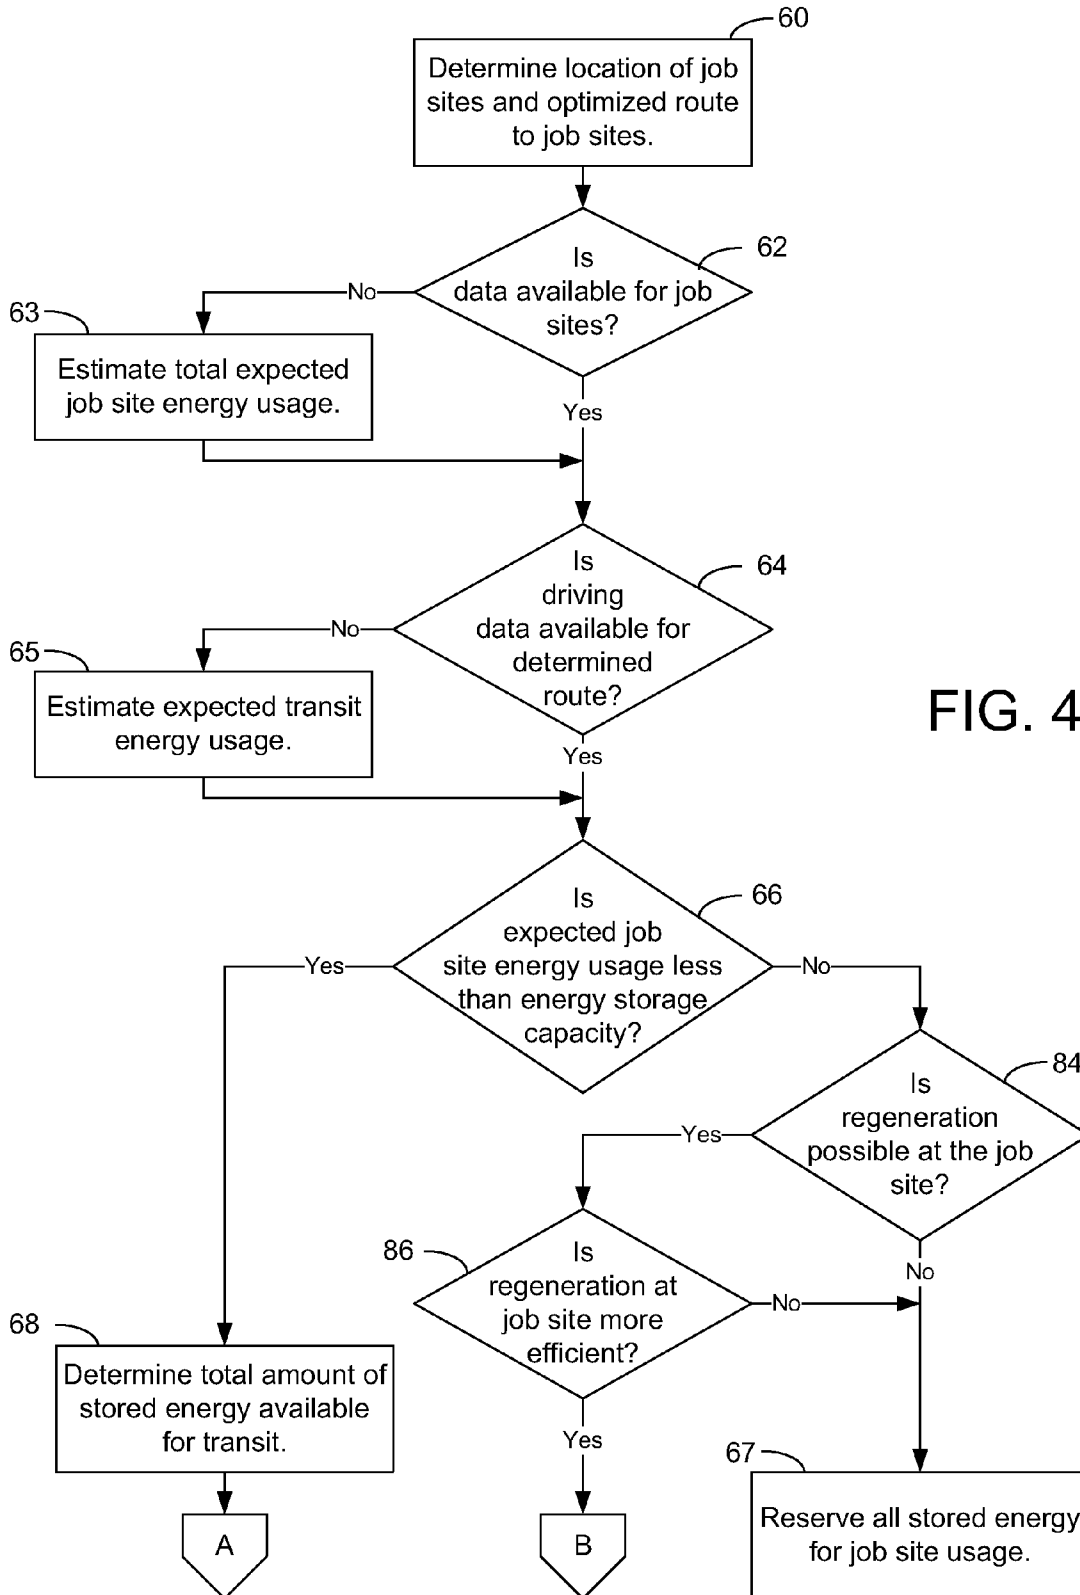 60
Determine location of job
sites and optimized route
to job sites.
62
Is
data available for job
sites?
No
Yes
63
Estimate total expected
job site energy usage.
64
Is
driving
data available for
determined
route?
No
Yes
65
Estimate expected transit
energy usage.
FIG. 4
66
Is
expected job
site energy usage less
than energy storage
capacity?
Yes
No
84
Is
regeneration
possible at the job
site?
Yes
No
86
Is
regeneration at
job site more
efficient?
No
Yes
68
Determine total amount of
stored energy available
for transit.
67
Reserve all stored energy
for job site usage.
A
B